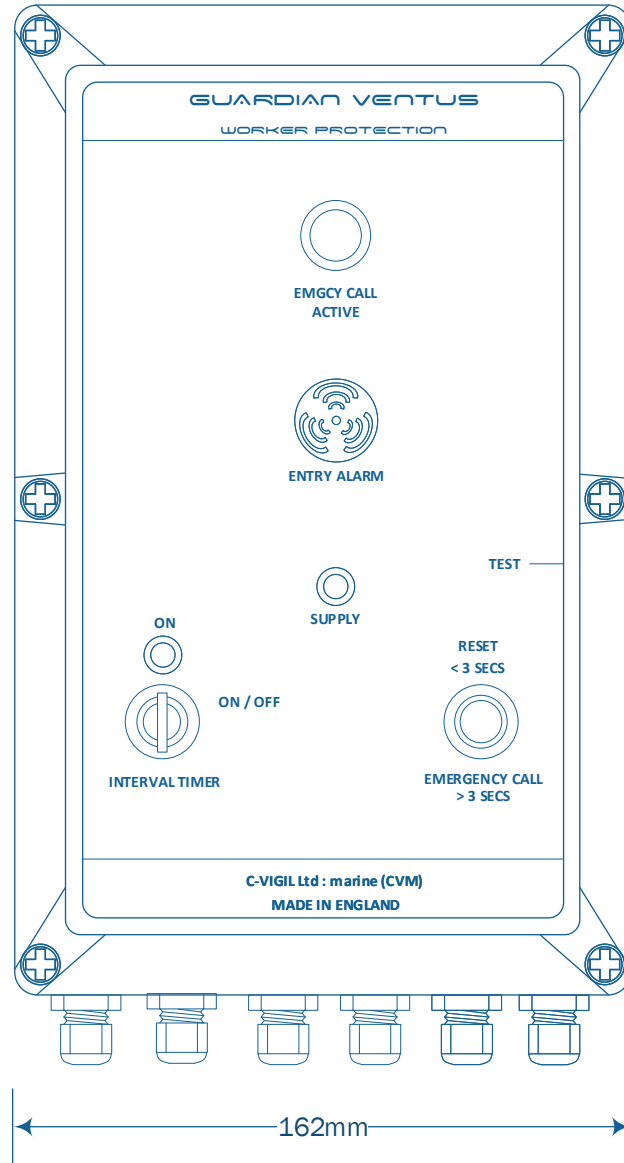 GUARDIAN VENTUS
WORKER PROTECTION
EMGCY CALL
ACTIVE
ENTRY ALARM
TEST
SUPPLY
ON
RESET
< 3 SECS
ON / OFF
INTERVAL TIMER
EMERGENCY CALL
> 3 SECS
C-VIGIL Ltd : marine (CVM)
MADE IN ENGLAND
162mm